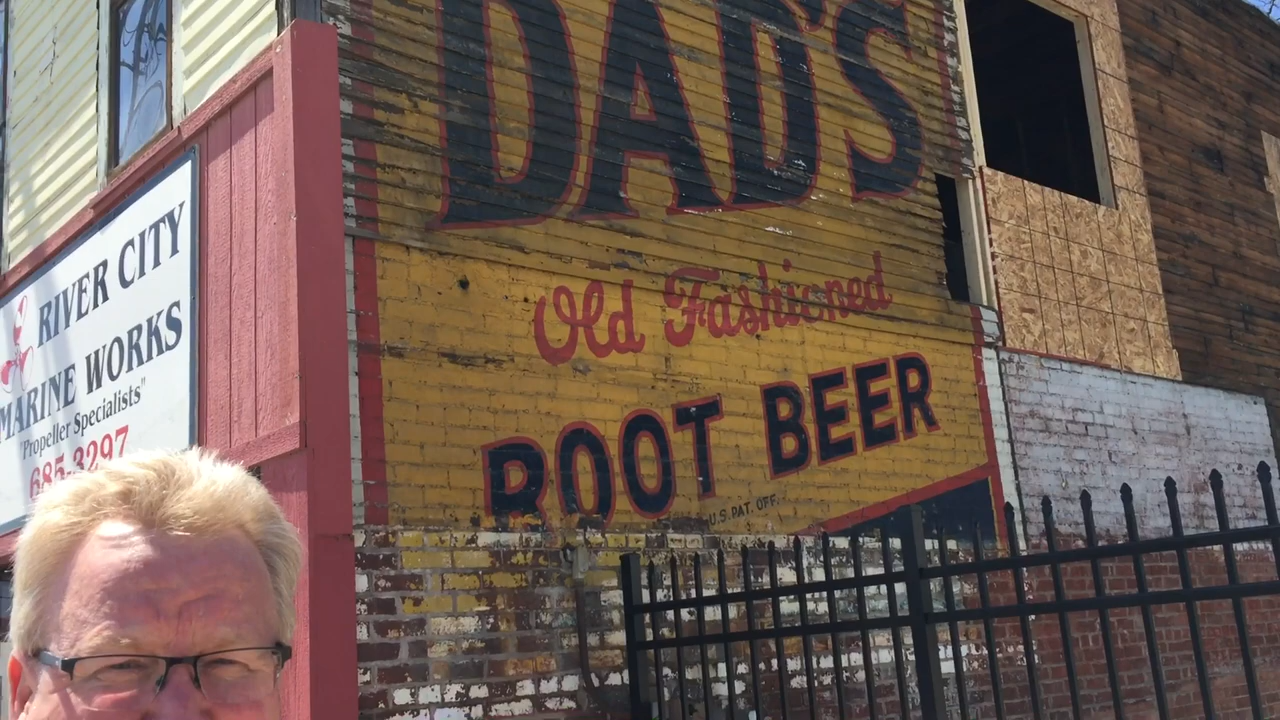 RIVER CITY
MARINE WORKS
"Propeller Specialists"
685-3297
DAD'S
Old Fashioned
ROOT BEER
U.S. PAT. OFF.